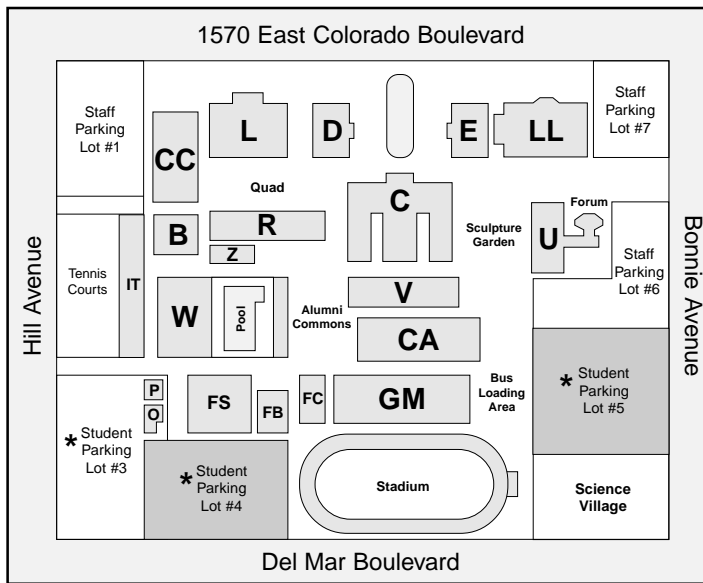 1570 East Colorado Boulevard
Staff
Parking
Lot #1
CC
L
D
E
LL
Staff
Parking
Lot #7
Quad
C
Sculpture
Garden
Forum
U
Staff
Parking
Lot #6
B
R
Z
Hill Avenue
Bonnie Avenue
Tennis
Courts
IT
W
Pool
Alumni
Commons
V
CA
P
O
FS
FB
FC
GM
Bus
Loading
Area
* Student
Parking
Lot #5
* Student
Parking
Lot #3
* Student
Parking
Lot #4
Stadium
Science
Village
Del Mar Boulevard